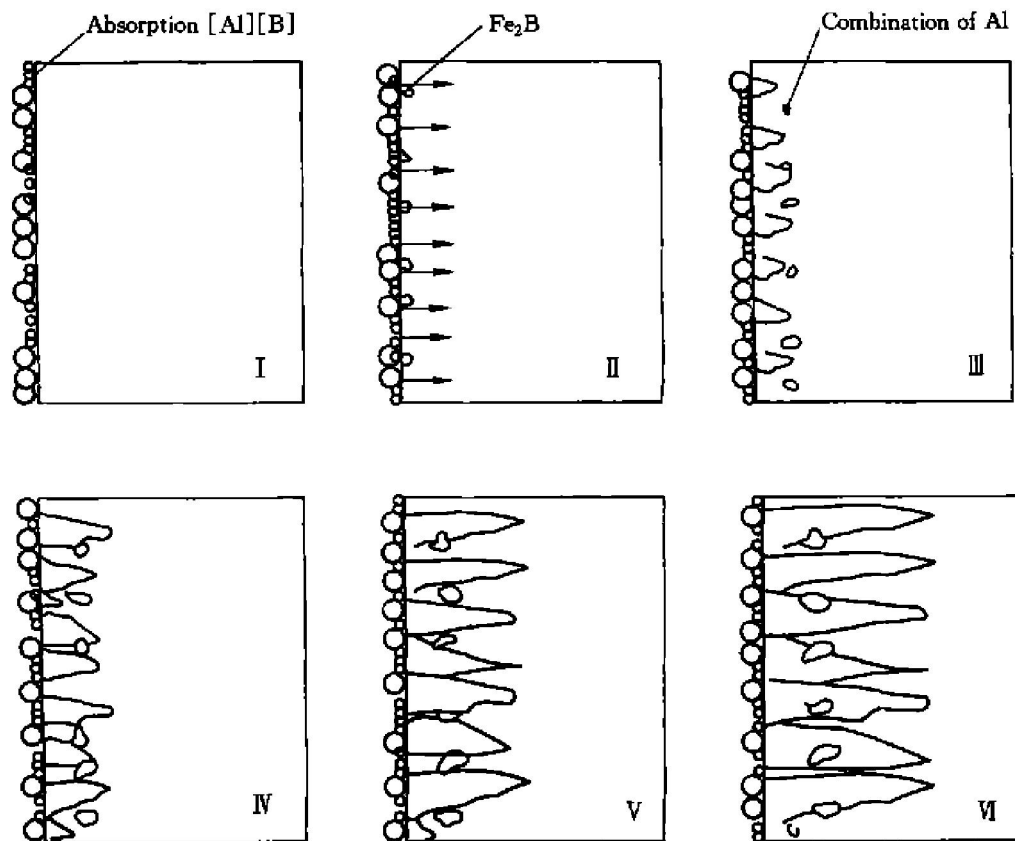 Absorption [Al][B]
Fe₂B
Combination of Al
Ⅰ
Ⅱ
Ⅲ
Ⅳ
Ⅴ
Ⅵ